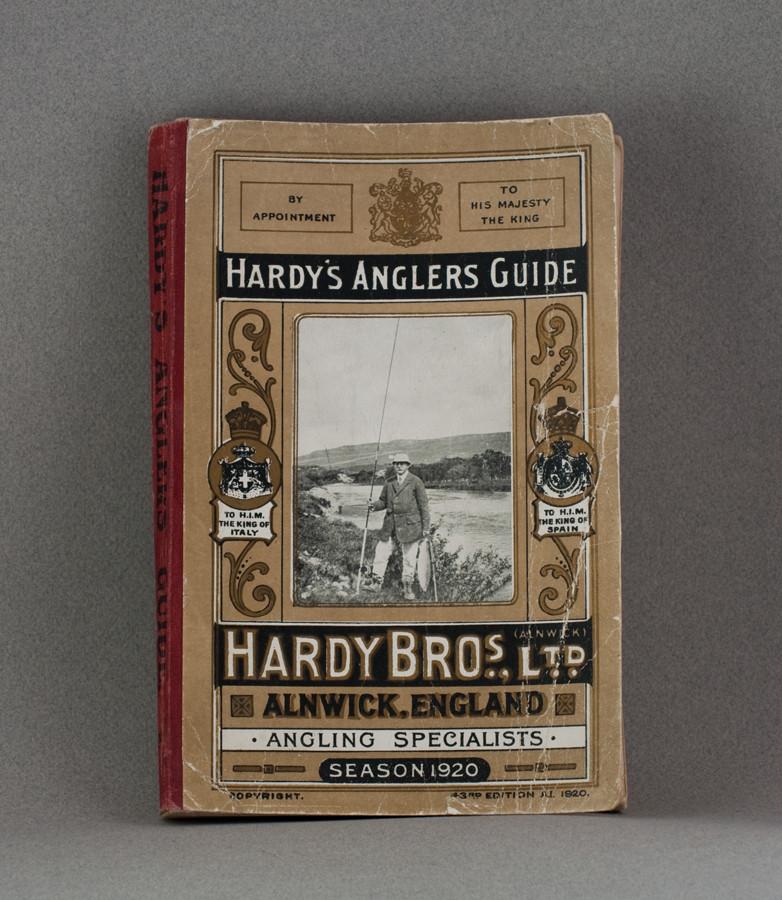 HARDY'S ANGLERS GUIDE
BY
APPOINTMENT
TO
HIS MAJESTY
THE KING
HARDY'S ANGLERS GUIDE
TO H.I.M.
THE KING OF
ITALY
TO H.I.M.
THE KING OF
SPAIN
(ALNWICK)
HARDY BROS., LTD
ALNWICK, ENGLAND
· ANGLING SPECIALISTS ·
SEASON 1920
COPYRIGHT.
43RD EDITION 1920.